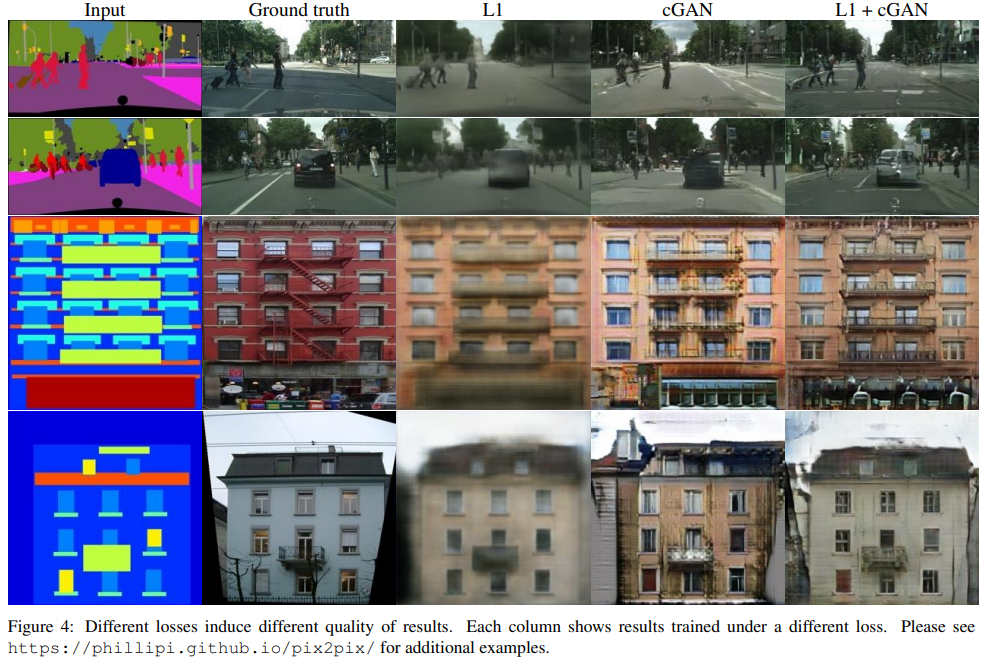 Input Ground truth L1 cGAN L1 + cGAN
Figure 4: Different losses induce different quality of results. Each column shows results trained under a different loss. Please see
https://phillipi.github.io/pix2pix/ for additional examples.